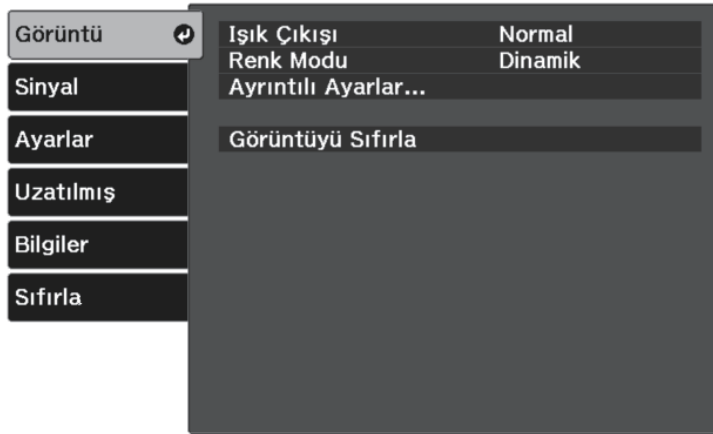 Görüntü
Sinyal
Ayarlar
Uzatılmış
Bilgiler
Sıfırla
Işık Çıkışı Normal
Renk Modu Dinamik
Ayrıntılı Ayarlar...
Görüntüyü Sıfırla